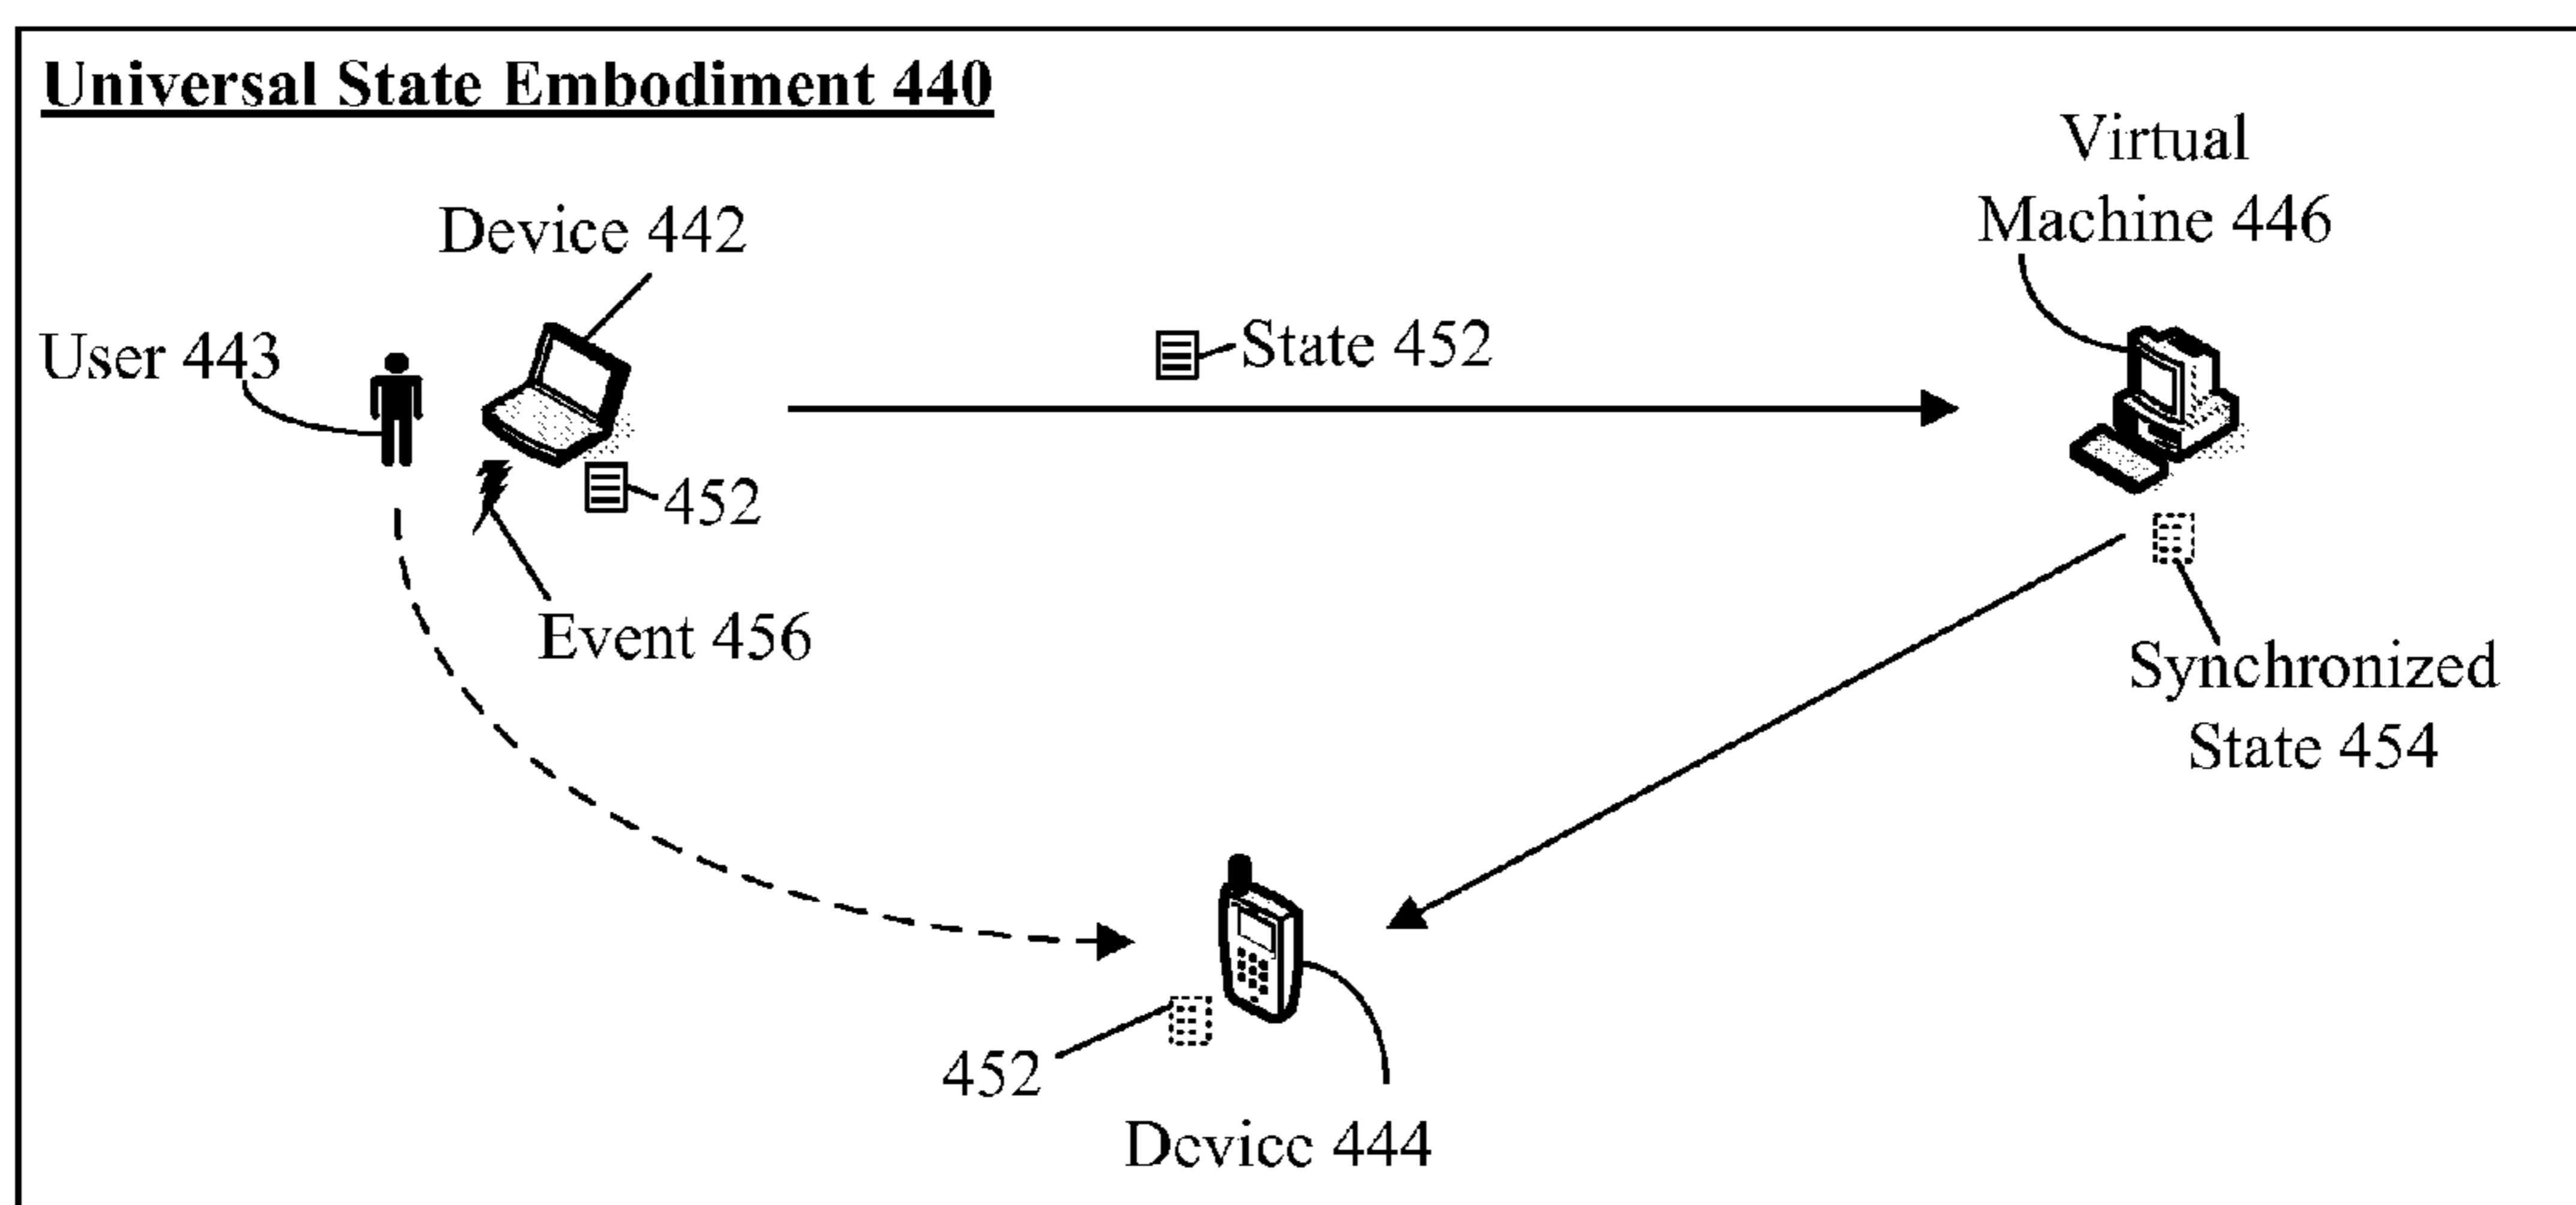 Universal State Embodiment 440
Virtual
Machine 446
Device 442
User 443
State 452
452
Event 456
Synchronized
State 454
452
Device 444